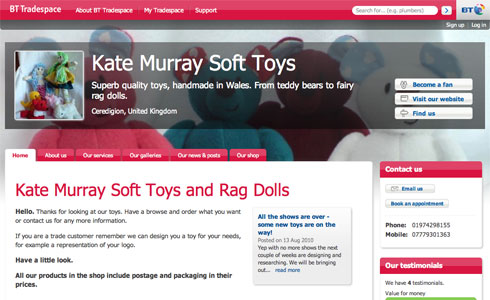 BT Tradespace
About BT Tradespace
My Tradespace
Support
Search for... (e.g. plumbers)
BT
Sign up
Log in
Kate Murray Soft Toys
Superb quality toys, handmade in Wales. From teddy bears to fairy
rag dolls.
Ceredigion, United Kingdom
Become a fan
Visit our website
Find us
Home
About us
Our services
Our galleries
Our news & posts
Our shop
Kate Murray Soft Toys and Rag Dolls
Hello. Thanks for looking at our toys. Have a browse and order what you want
or contact us for any more information.
If you are a trade customer remember we can design you a toy for your needs,
for example a representation of your logo.
Have a little look.
All our products in the shop include postage and packaging in their
prices.
All the shows are over -
some new toys are on the
way!
Posted on 13 Aug 2010
Yep with no more shows the next
couple of weeks are designing and
researching. We will be bringing
out... read more
Contact us
Email us
Book an appointment
Phone: 01974298155
Mobile: 07779301363
Our testimonials
We have 4 testimonials.
Value for money